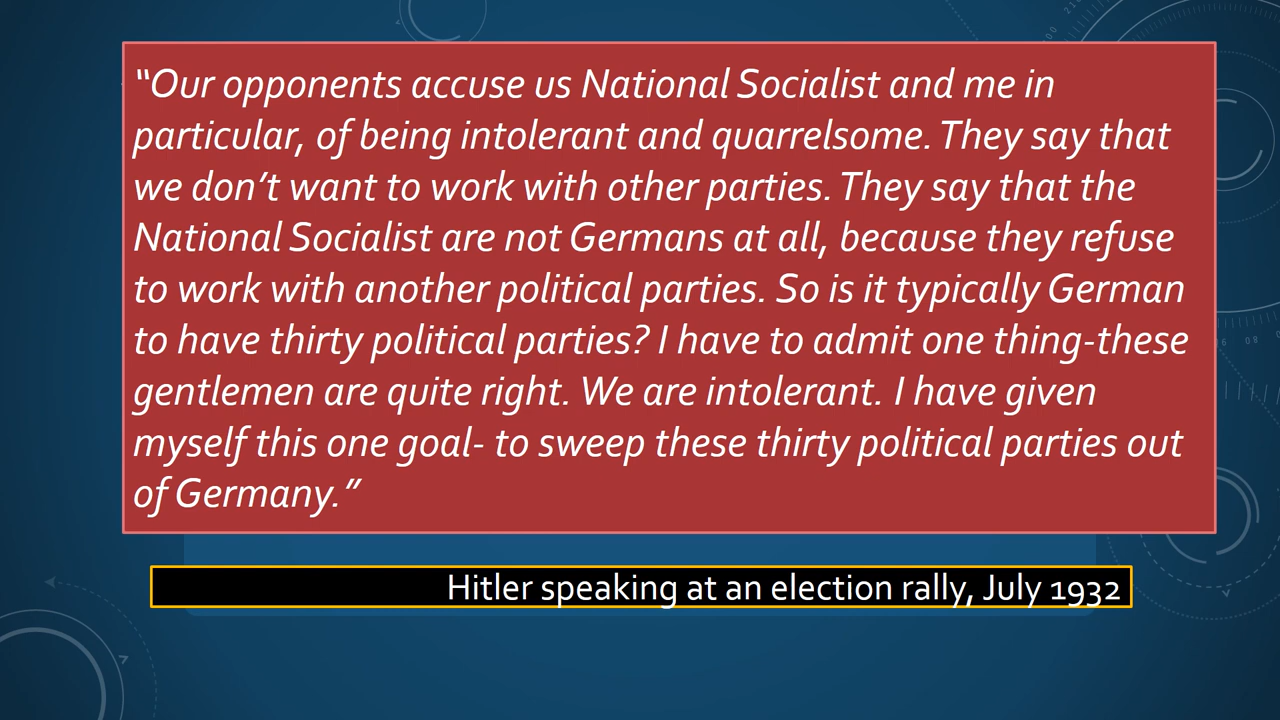 “Our opponents accuse us National Socialist and me in
particular, of being intolerant and quarrelsome. They say that
we don’t want to work with other parties. They say that the
National Socialist are not Germans at all, because they refuse
to work with another political parties. So is it typically German
to have thirty political parties? I have to admit one thing-these
gentlemen are quite right. We are intolerant. I have given
myself this one goal- to sweep these thirty political parties out
of Germany.”
Hitler speaking at an election rally, July 1932